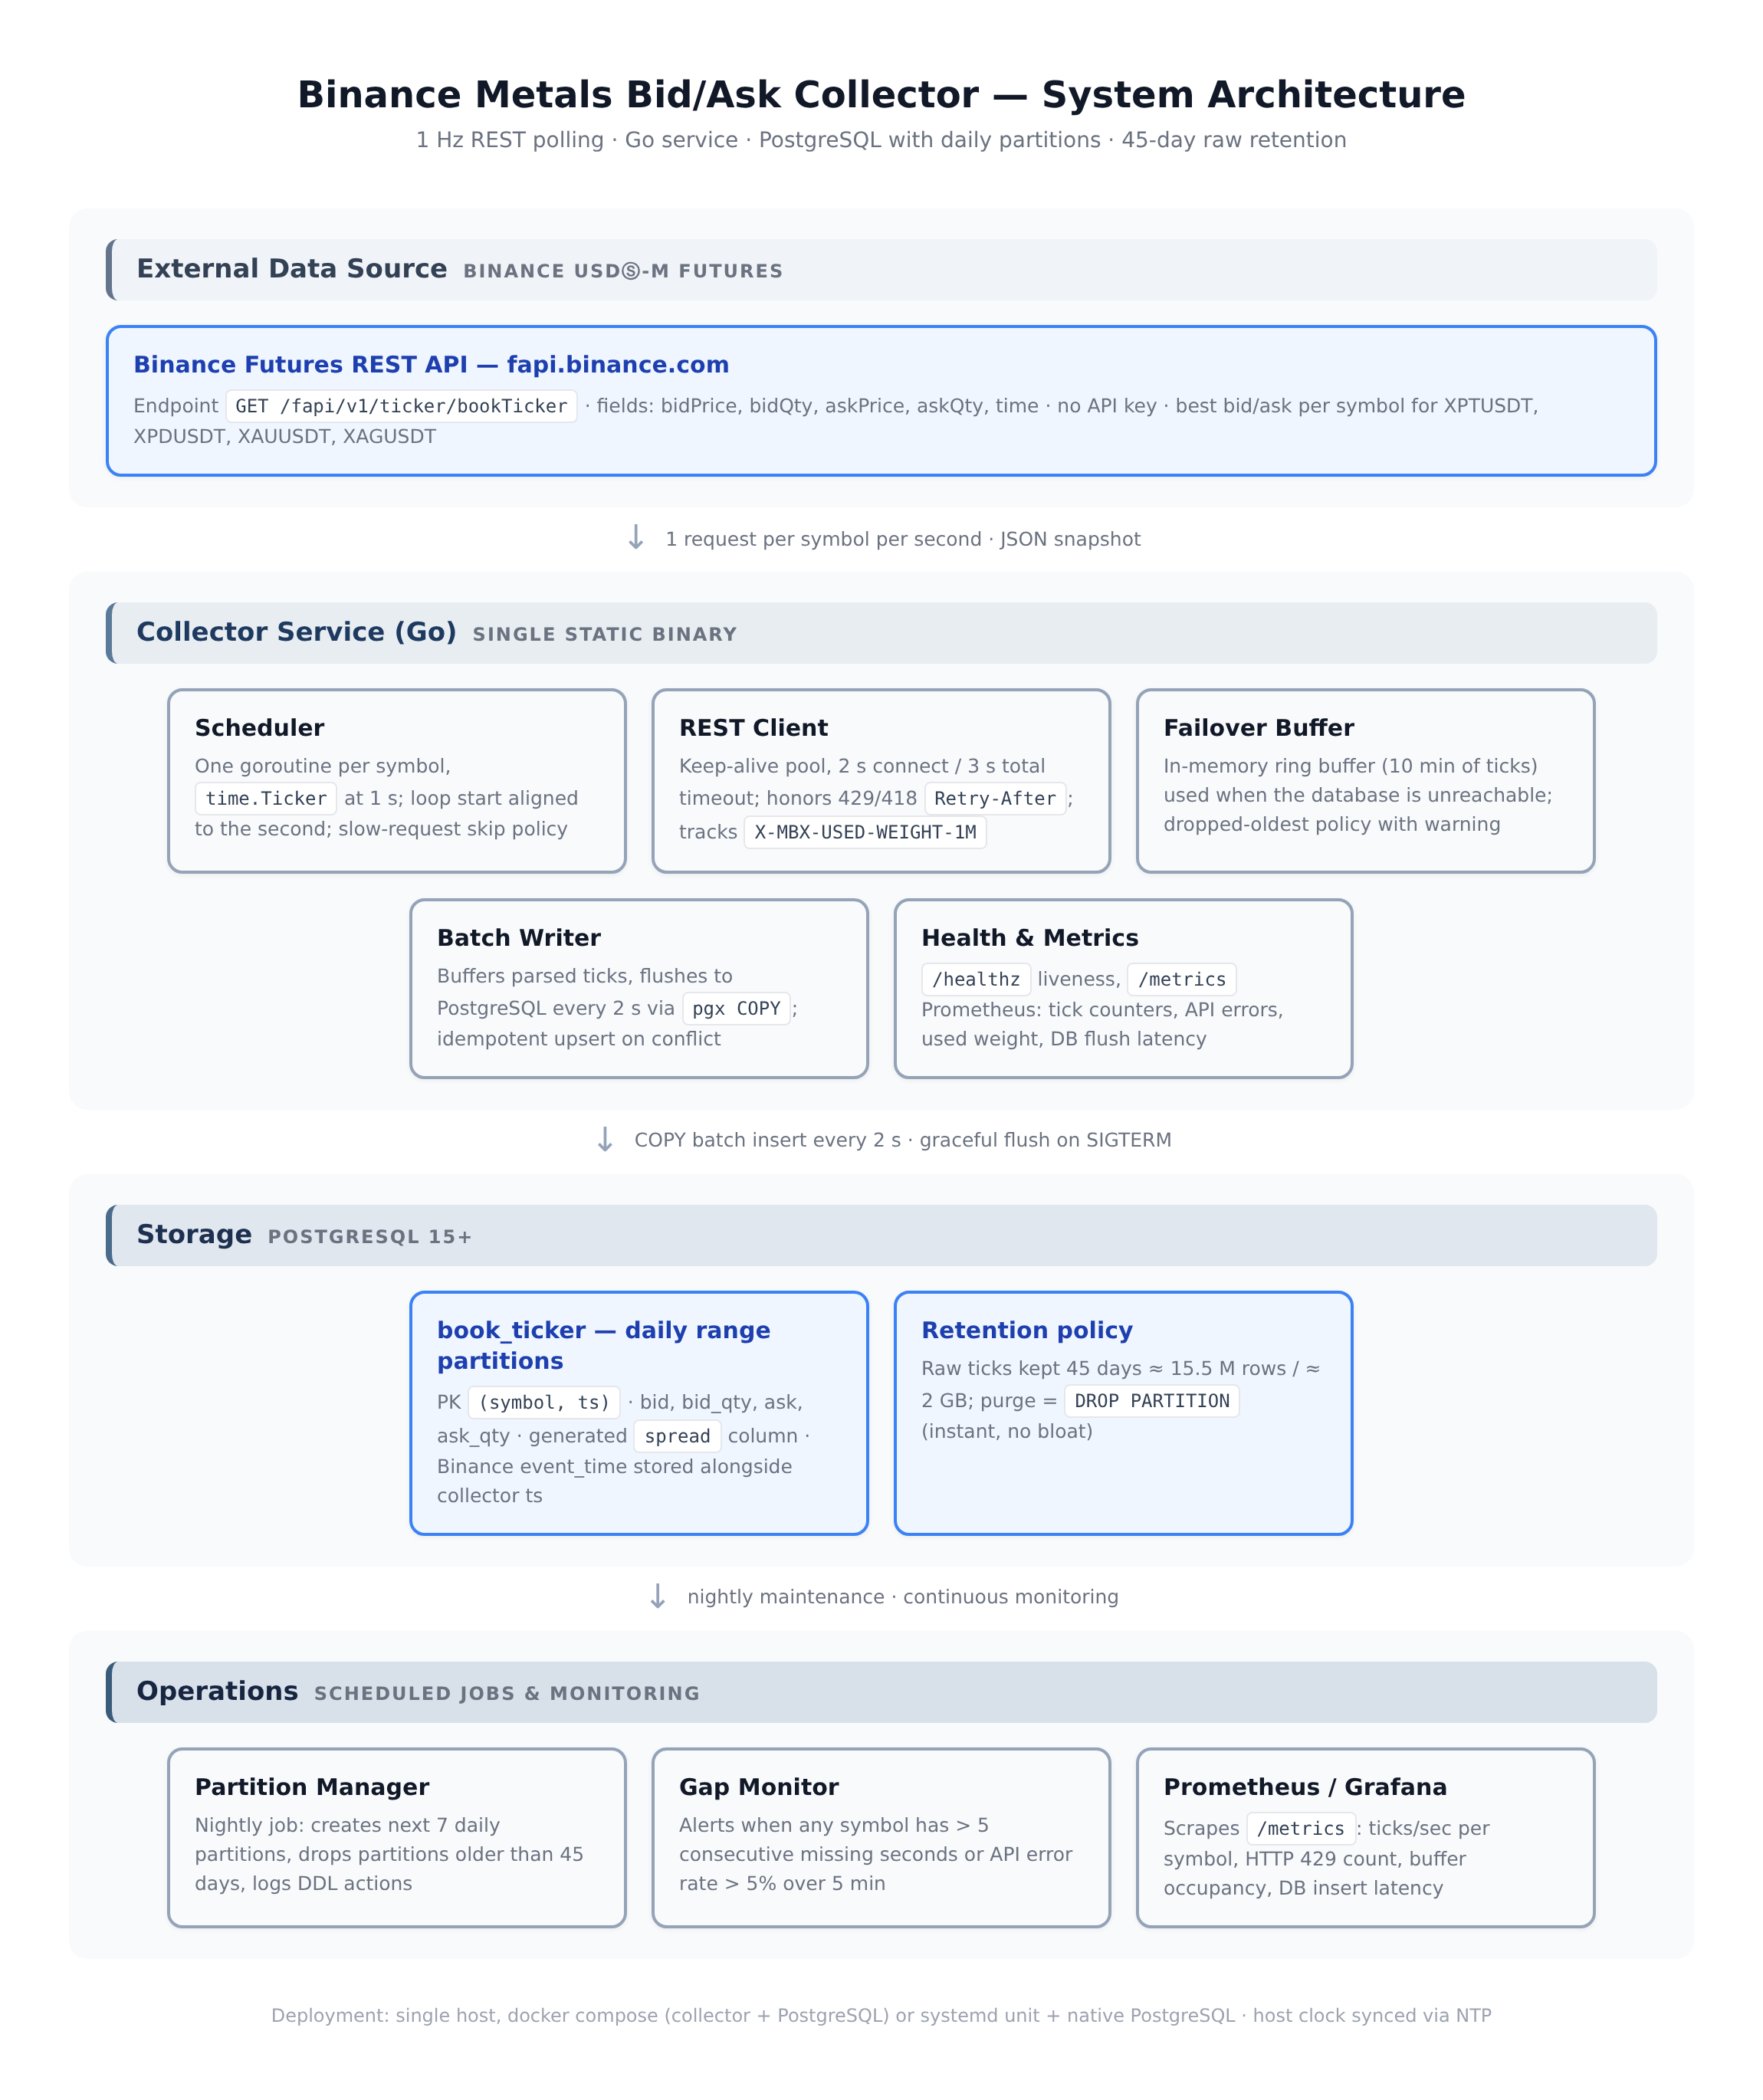 Binance Metals Bid/Ask Collector — System Architecture
1 Hz REST polling · Go service · PostgreSQL with daily partitions · 45-day raw retention
External Data Source BINANCE USDⓈ-M FUTURES
Binance Futures REST API — fapi.binance.com
Endpoint GET /fapi/v1/ticker/bookTicker · fields: bidPrice, bidQty, askPrice, askQty, time · no API key · best bid/ask per symbol for XPTUSDT,
XPDUSDT, XAUUSDT, XAGUSDT
↓ 1 request per symbol per second · JSON snapshot
Collector Service (Go) SINGLE STATIC BINARY
Scheduler
One goroutine per symbol,
time.Ticker at 1 s; loop start aligned
to the second; slow-request skip policy
REST Client
Keep-alive pool, 2 s connect / 3 s total
timeout; honors 429/418 Retry-After;
tracks X-MBX-USED-WEIGHT-1M
Failover Buffer
In-memory ring buffer (10 min of ticks)
used when the database is unreachable;
dropped-oldest policy with warning
Batch Writer
Buffers parsed ticks, flushes to
PostgreSQL every 2 s via pgx COPY;
idempotent upsert on conflict
Health & Metrics
/healthz liveness, /metrics
Prometheus: tick counters, API errors,
used weight, DB flush latency
↓ COPY batch insert every 2 s · graceful flush on SIGTERM
Storage POSTGRESQL 15+
book_ticker — daily range
partitions
PK (symbol, ts) · bid, bid_qty, ask,
ask_qty · generated spread column ·
Binance event_time stored alongside
collector ts
Retention policy
Raw ticks kept 45 days ≈ 15.5 M rows / ≈
2 GB; purge = DROP PARTITION
(instant, no bloat)
↓ nightly maintenance · continuous monitoring
Operations SCHEDULED JOBS & MONITORING
Partition Manager
Nightly job: creates next 7 daily
partitions, drops partitions older than 45
days, logs DDL actions
Gap Monitor
Alerts when any symbol has > 5
consecutive missing seconds or API error
rate > 5% over 5 min
Prometheus / Grafana
Scrapes /metrics: ticks/sec per
symbol, HTTP 429 count, buffer
occupancy, DB insert latency
Deployment: single host, docker compose (collector + PostgreSQL) or systemd unit + native PostgreSQL · host clock synced via NTP